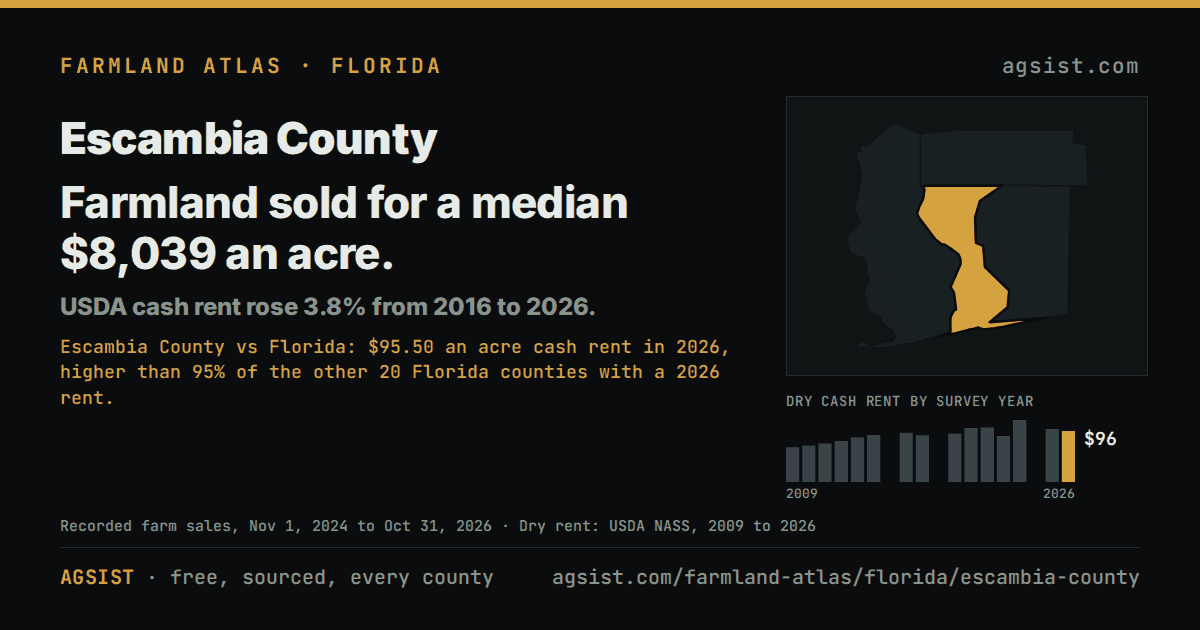 FARMLAND ATLAS · FLORIDA
agsist.com
Escambia County
Farmland sold for a median
$8,039 an acre.
USDA cash rent rose 3.8% from 2016 to 2026.
Escambia County vs Florida: $95.50 an acre cash rent in 2026,
higher than 95% of the other 20 Florida counties with a 2026
rent.
DRY CASH RENT BY SURVEY YEAR
$96
2009
2026
Recorded farm sales, Nov 1, 2024 to Oct 31, 2026 · Dry rent: USDA NASS, 2009 to 2026
AGSIST · free, sourced, every county
agsist.com/farmland-atlas/florida/escambia-county